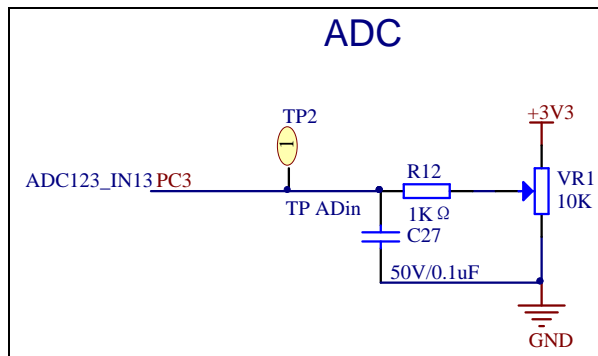 ADC
+3V3
TP2
1
R12
VR1
ADC123_IN13 PC3
10K
TP ADin
1K Ω
C27
50V/0.1uF
GND